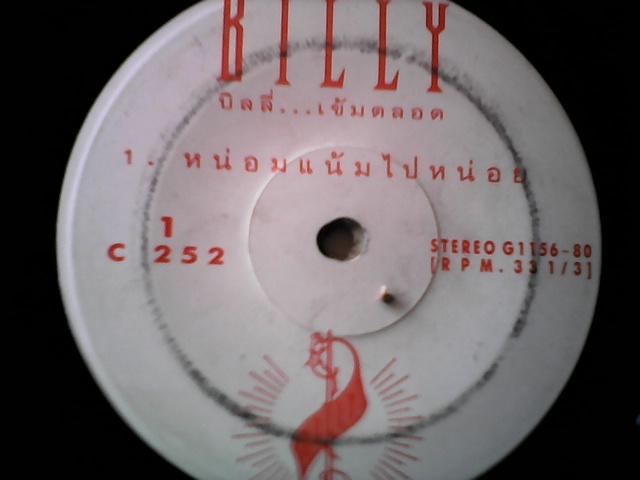 BILLY
บิลลี่...เข้มตลอด
1. หน่อมแน้มไปหน่อย
1
C 252
STEREO G1156-80
[R P M. 33 1/3]